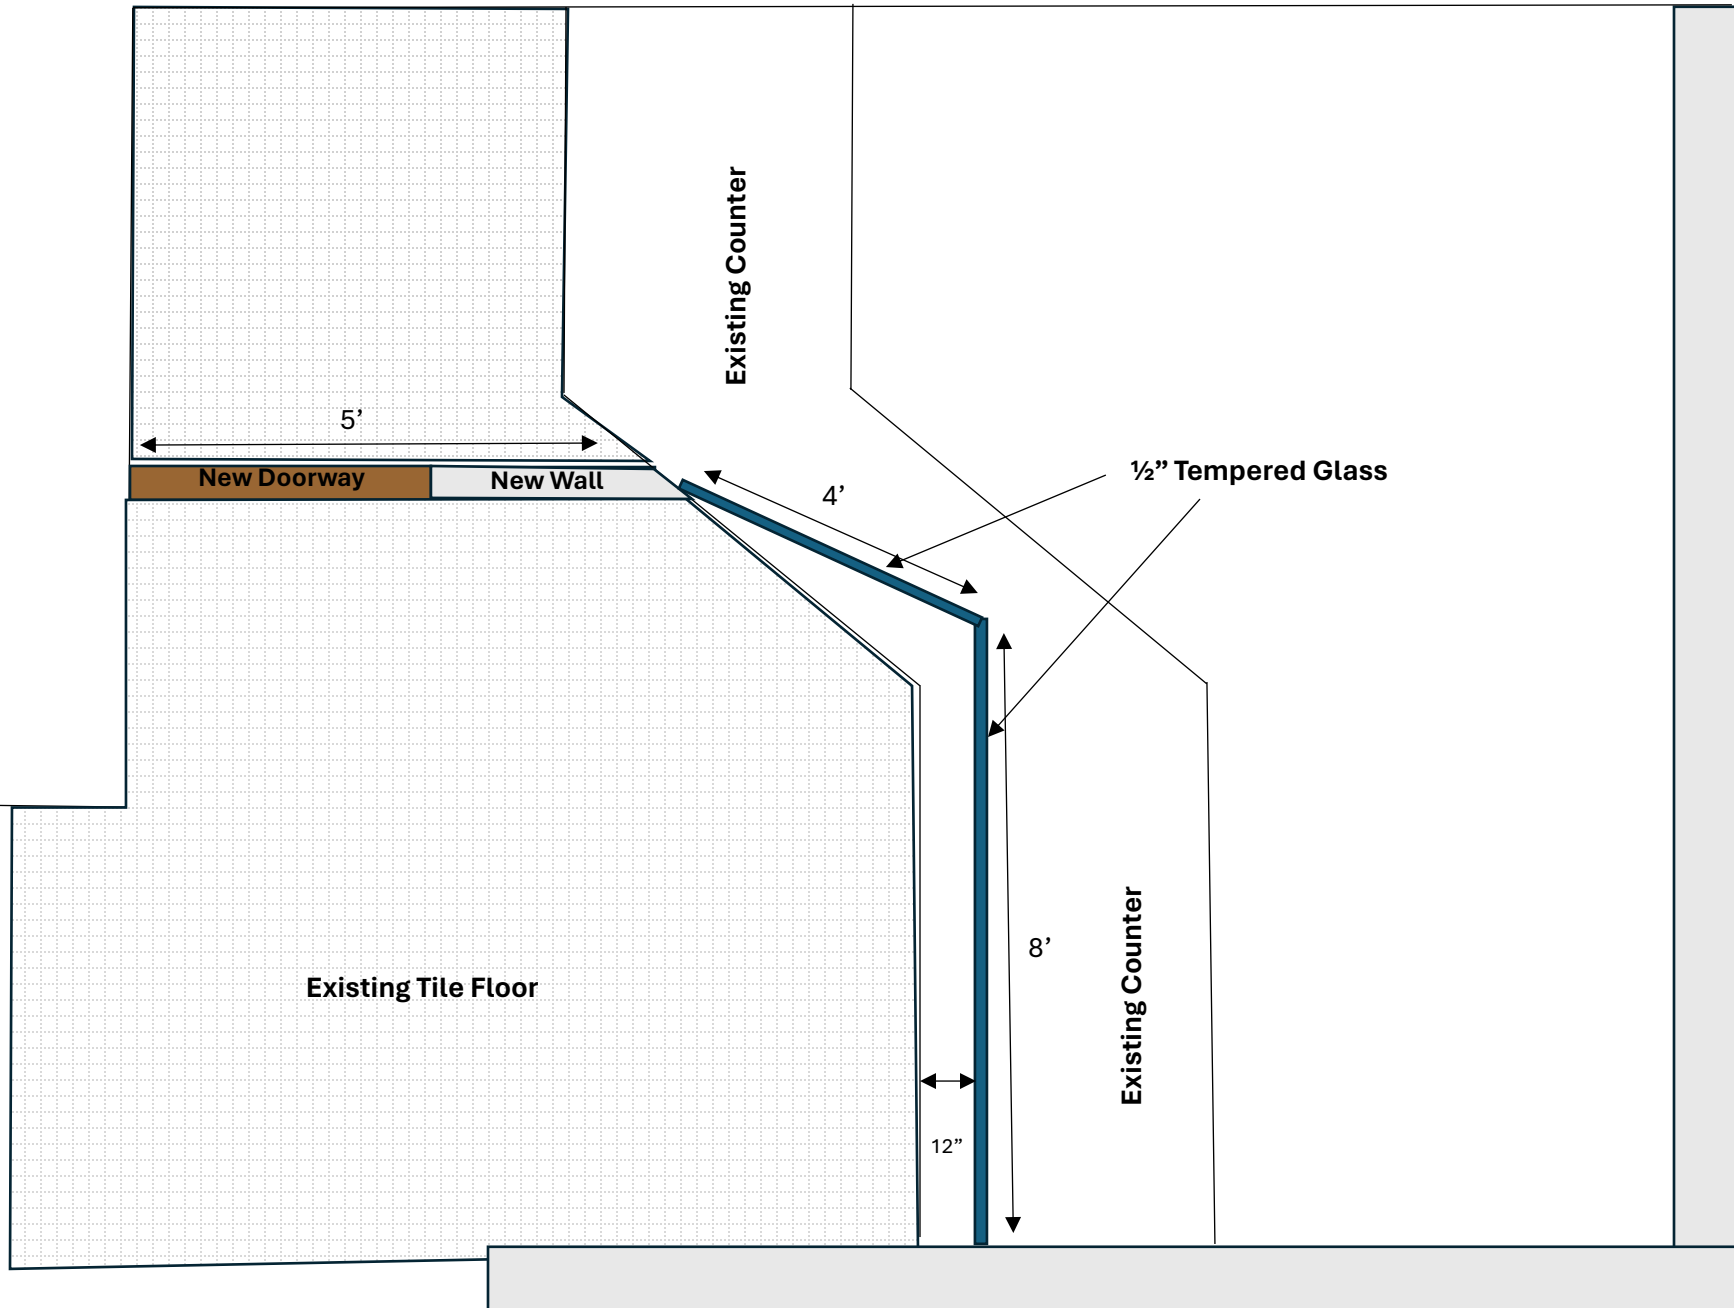 Existing Counter
5’
New Doorway
New Wall
4’
½” Tempered Glass
8’
Existing Counter
Existing Tile Floor
12”